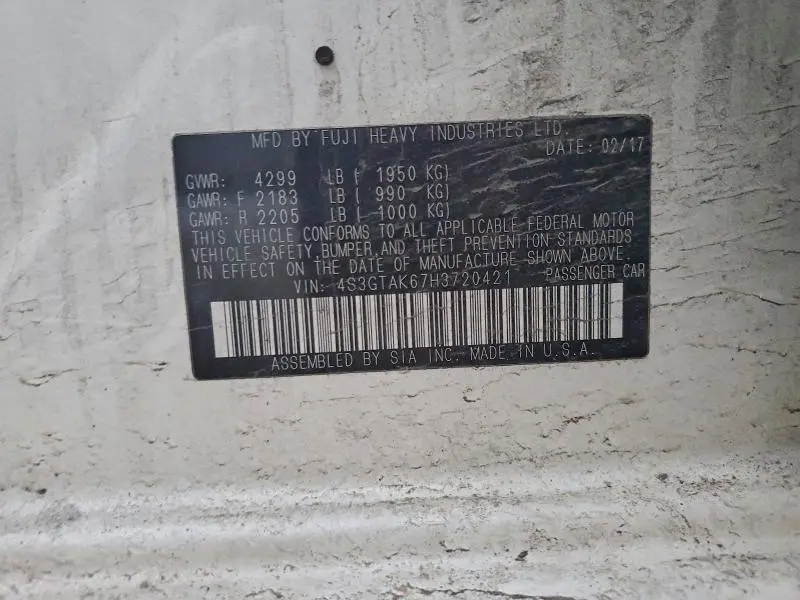 MFD BY FUJI HEAVY INDUSTRIES LTD.
DATE: 02/17
GVWR: 4299 LB ( 1950 KG)
GAWR: F 2183 LB ( 990 KG)
GAWR: R 2205 LB ( 1000 KG)
THIS VEHICLE CONFORMS TO ALL APPLICABLE FEDERAL MOTOR
VEHICLE SAFETY, BUMPER, AND THEFT PREVENTION STANDARDS
IN EFFECT ON THE DATE OF MANUFACTURE SHOWN ABOVE.
VIN: 4S3GTAK67H3720421 PASSENGER CAR
ASSEMBLED BY SIA INC. MADE IN U.S.A.